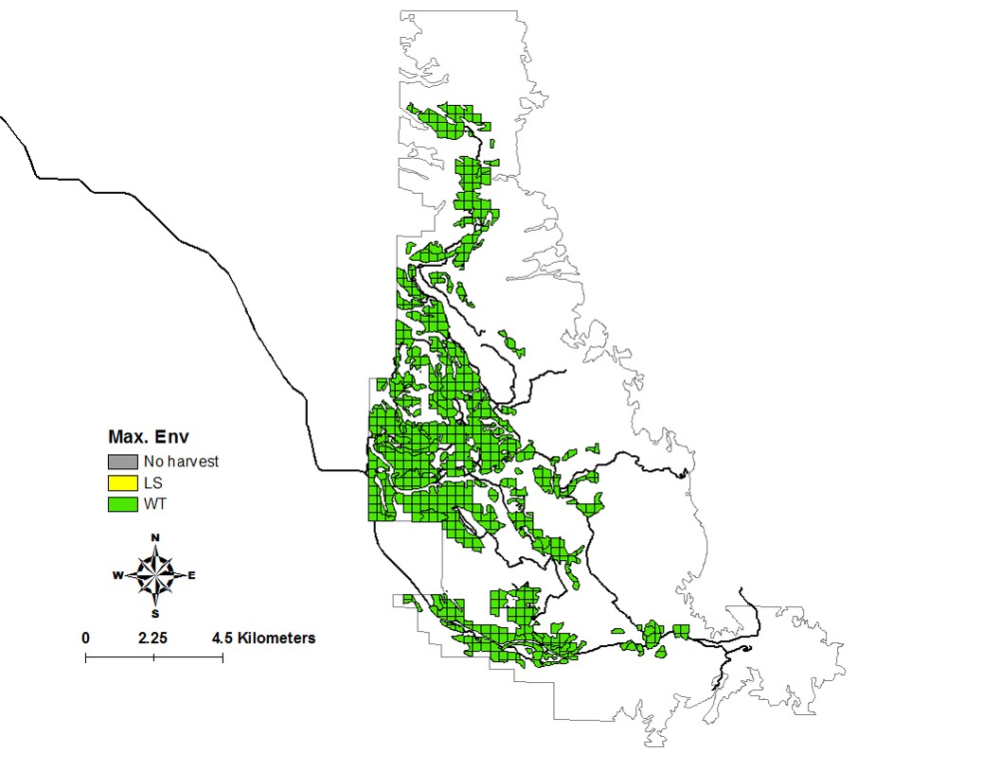 Max. Env
No harvest
LS
WT
N
W E
S
0 2.25 4.5 Kilometers